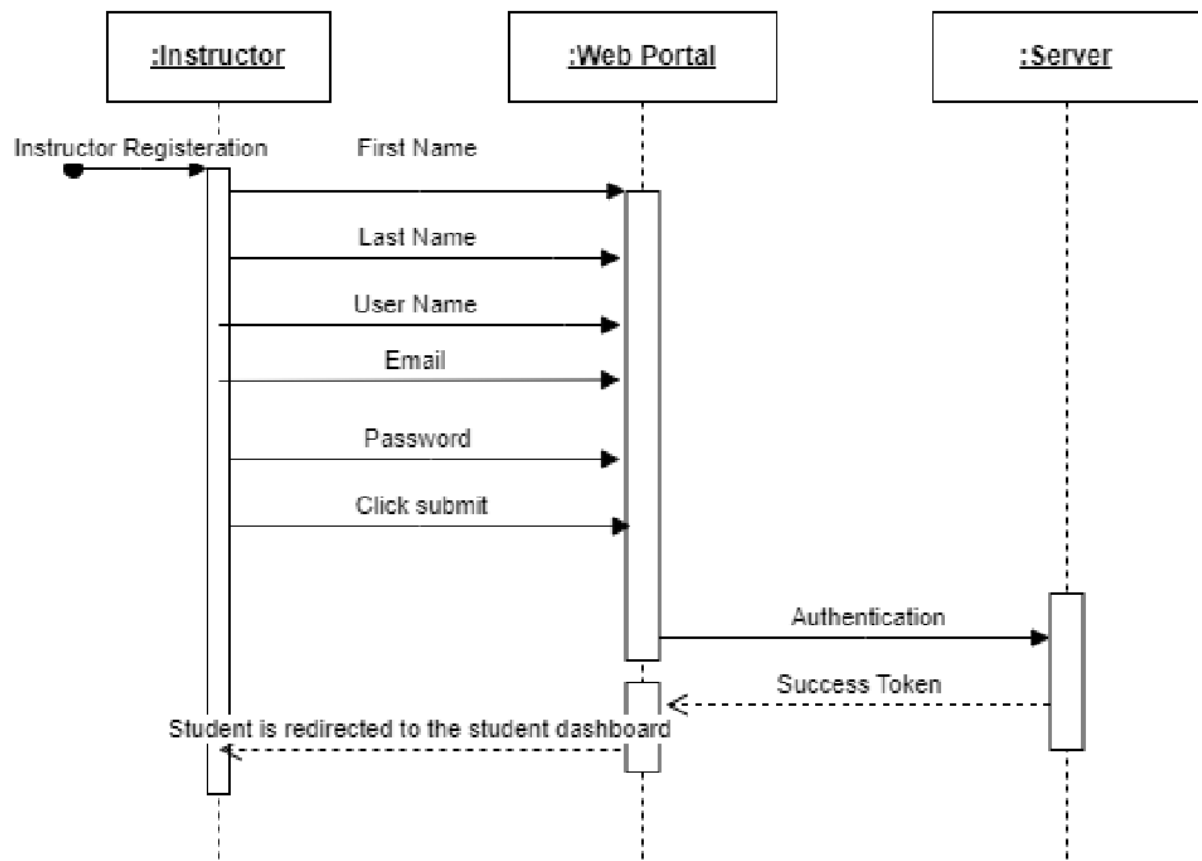 :Instructor
:Web Portal
:Server
Instructor Registeration
First Name
Last Name
User Name
Email
Password
Click submit
Authentication
Success Token
Student is redirected to the student dashboard